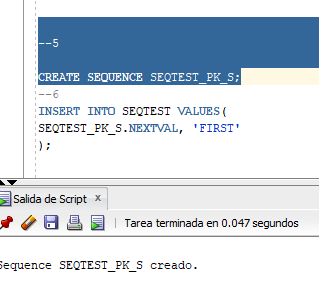 --5
CREATE SEQUENCE SEQTEST_PK_S;
--6
INSERT INTO SEQTEST VALUES(
SEQTEST_PK_S.NEXTVAL, 'FIRST'
);
Salida de Script x
Tarea terminada en 0.047 segundos
Sequence SEQTEST_PK_S creado.